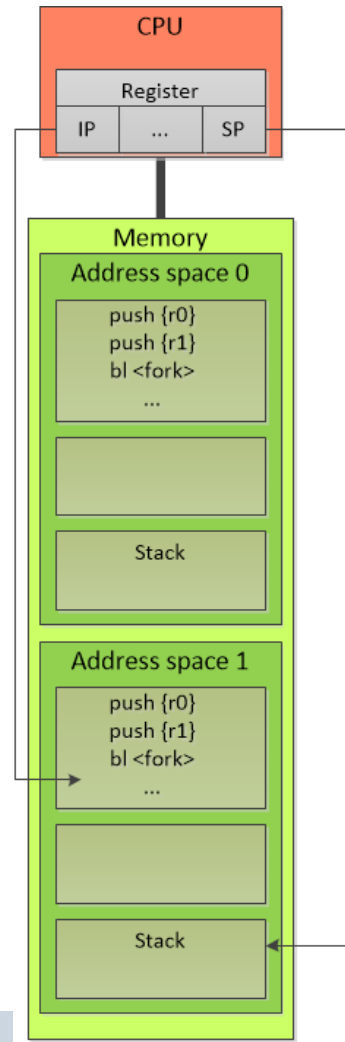 CPU
Register
IP
...
SP
Memory
Address space 0
push {r0}
push {r1}
bl <fork>
...
Stack
Address space 1
push {r0}
push {r1}
bl <fork>
...
Stack